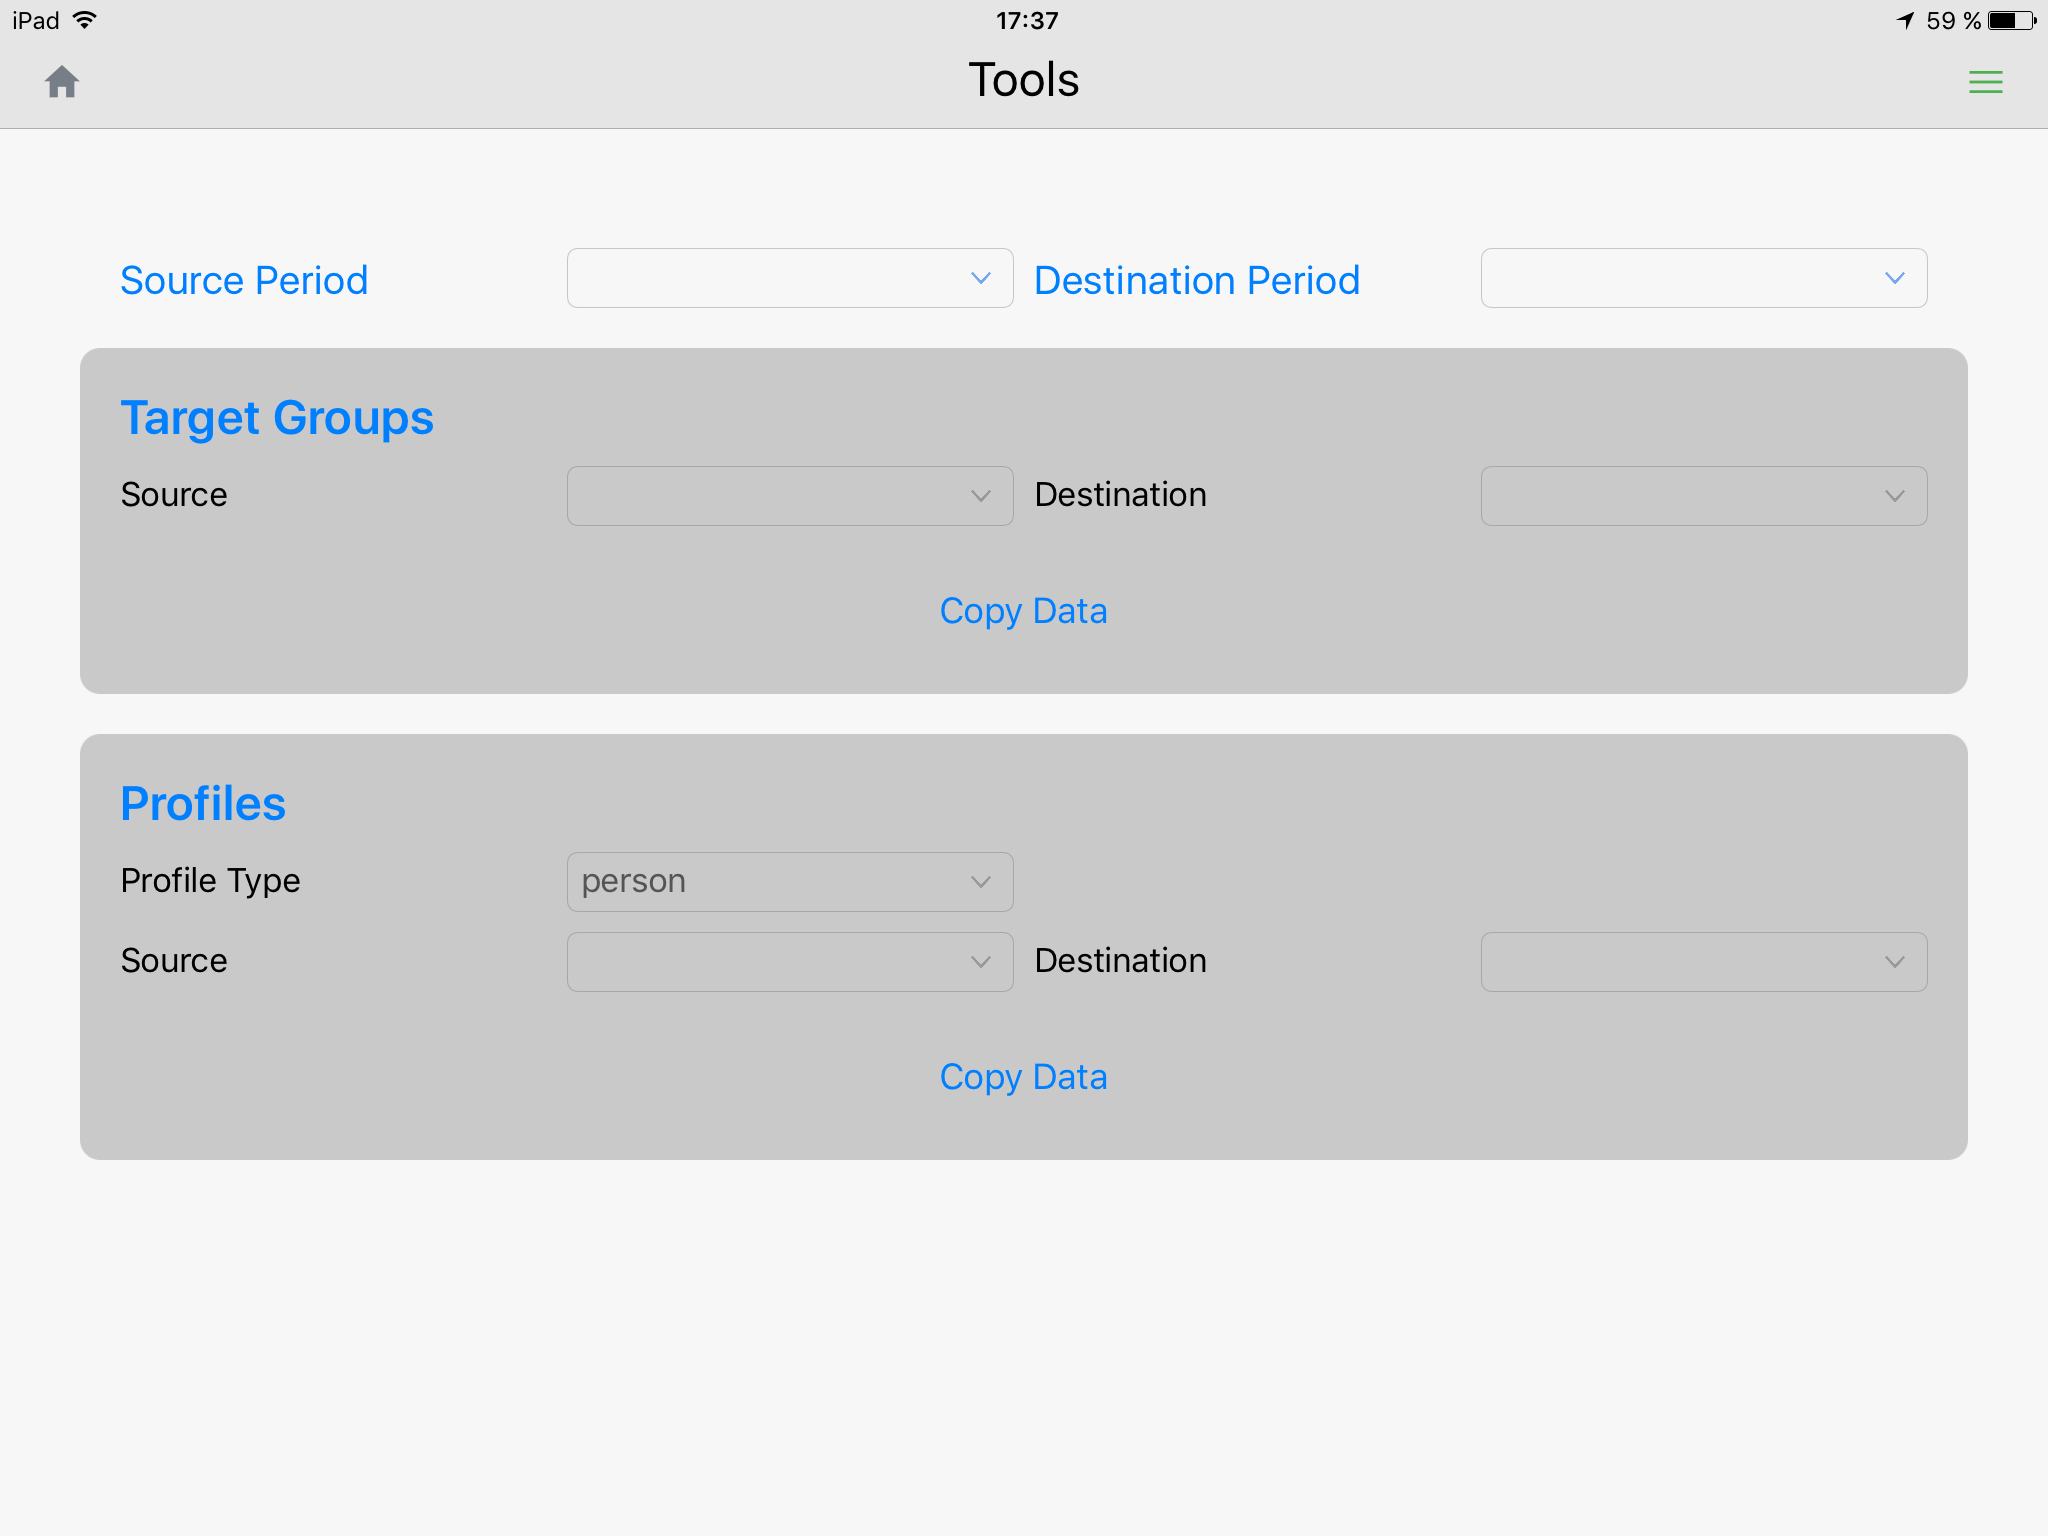 iPad 17:37 59 %
Tools
Source Period Destination Period
Target Groups
Source Destination
Copy Data
Profiles
Profile Type person
Source Destination
Copy Data